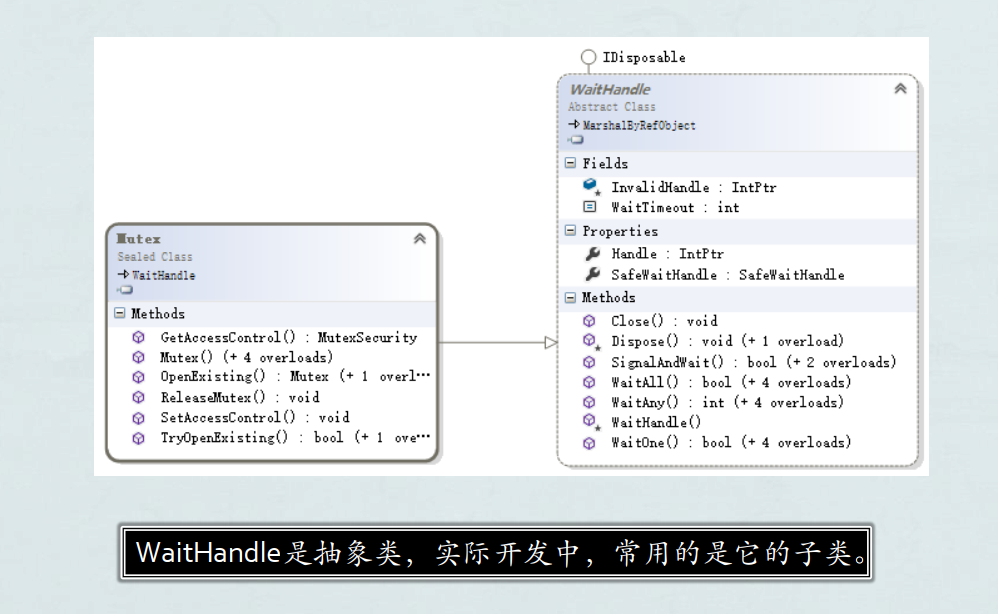 IDisposable
WaitHandle
Abstract Class
MarshalByRefObject
Fields
InvalidHandle : IntPtr
WaitTimeout : int
Properties
Handle : IntPtr
SafeWaitHandle : SafeWaitHandle
Methods
Close() : void
Dispose() : void (+ 1 overload)
SignalAndWait() : bool (+ 2 overloads)
WaitAll() : bool (+ 4 overloads)
WaitAny() : int (+ 4 overloads)
WaitHandle()
WaitOne() : bool (+ 4 overloads)
Mutex
Sealed Class
WaitHandle
Methods
GetAccessControl() : MutexSecurity
Mutex() (+ 4 overloads)
OpenExisting() : Mutex (+ 1 overl…
ReleaseMutex() : void
SetAccessControl() : void
TryOpenExisting() : bool (+ 1 ove…
WaitHandle是抽象类，实际开发中，常用的是它的子类。